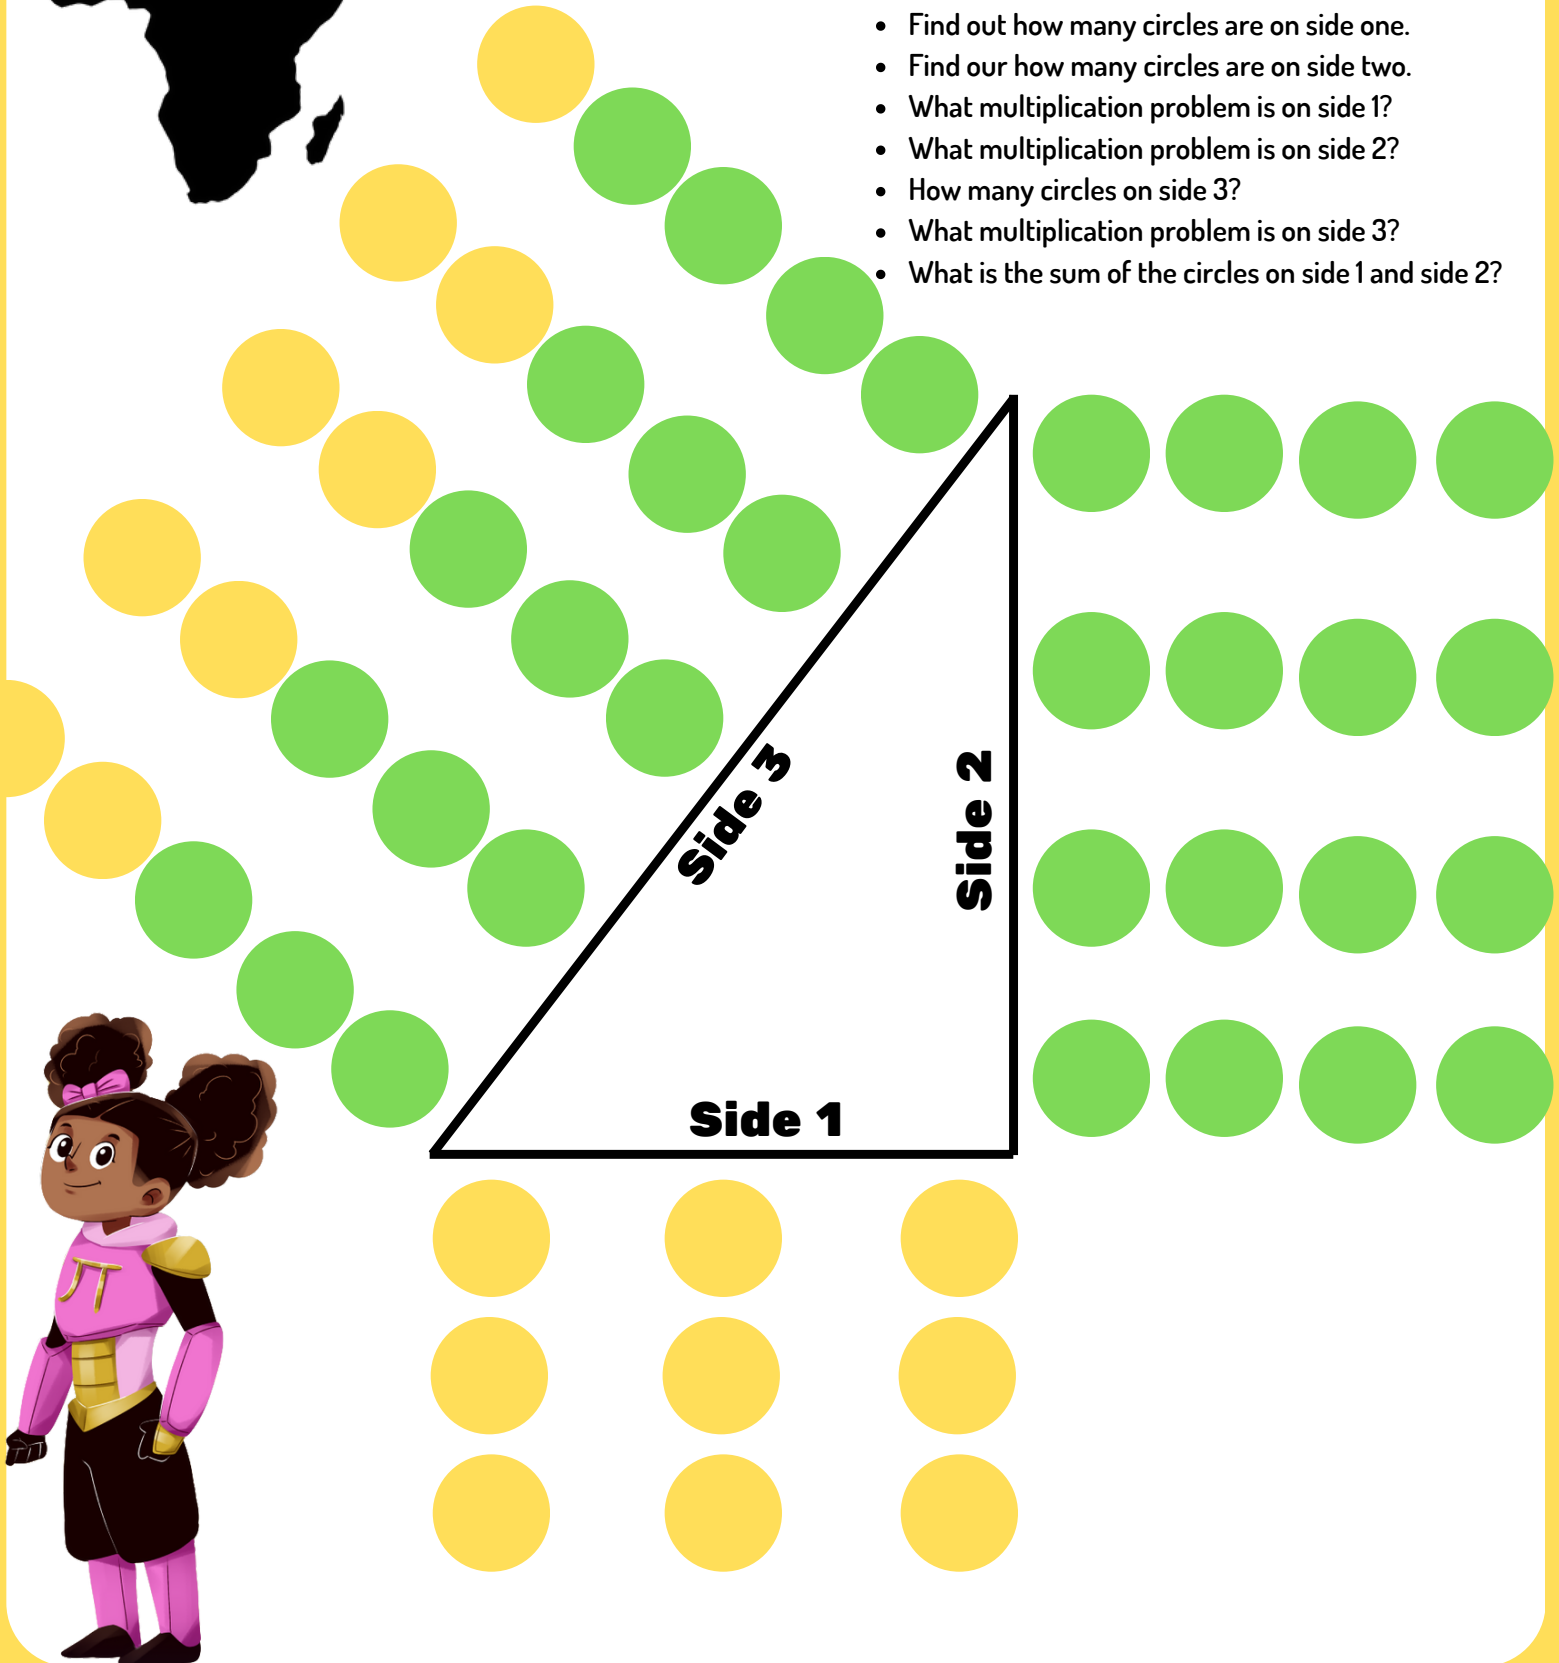 • Find out how many circles are on side one.
• Find our how many circles are on side two.
• What multiplication problem is on side 1?
• What multiplication problem is on side 2?
• How many circles on side 3?
• What multiplication problem is on side 3?
• What is the sum of the circles on side 1 and side 2?
Side 3
Side 2
Side 1